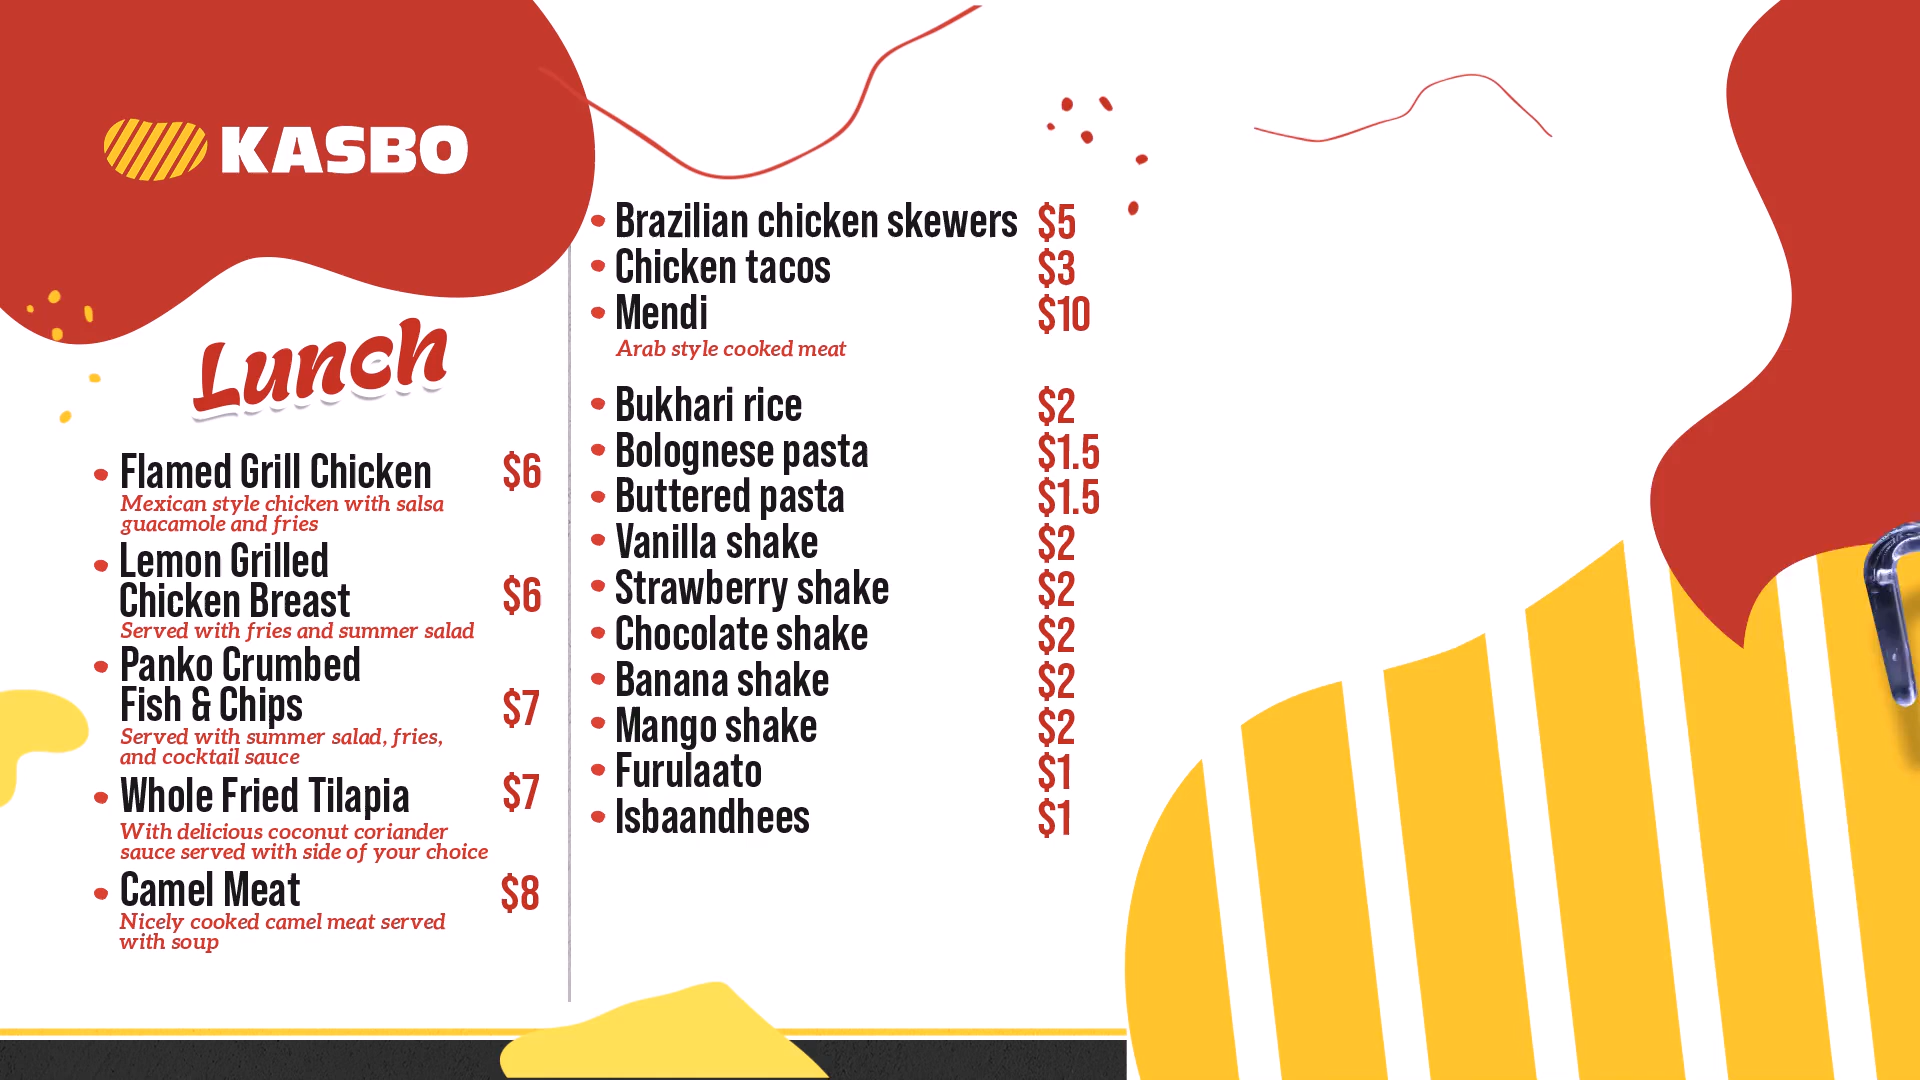 KASBO
Lunch
Flamed Grill Chicken $6
Mexican style chicken with salsa
guacamole and fries
Lemon Grilled
Chicken Breast $6
Served with fries and summer salad
Panko Crumbed
Fish & Chips $7
Served with summer salad, fries,
and cocktail sauce
Whole Fried Tilapia $7
With delicious coconut coriander
sauce served with side of your choice
Camel Meat $8
Nicely cooked camel meat served
with soup
Brazilian chicken skewers $5
Chicken tacos $3
Mendi $10
Arab style cooked meat
Bukhari rice $2
Bolognese pasta $1.5
Buttered pasta $1.5
Vanilla shake $2
Strawberry shake $2
Chocolate shake $2
Banana shake $2
Mango shake $2
Furulaato $1
Isbaandhees $1